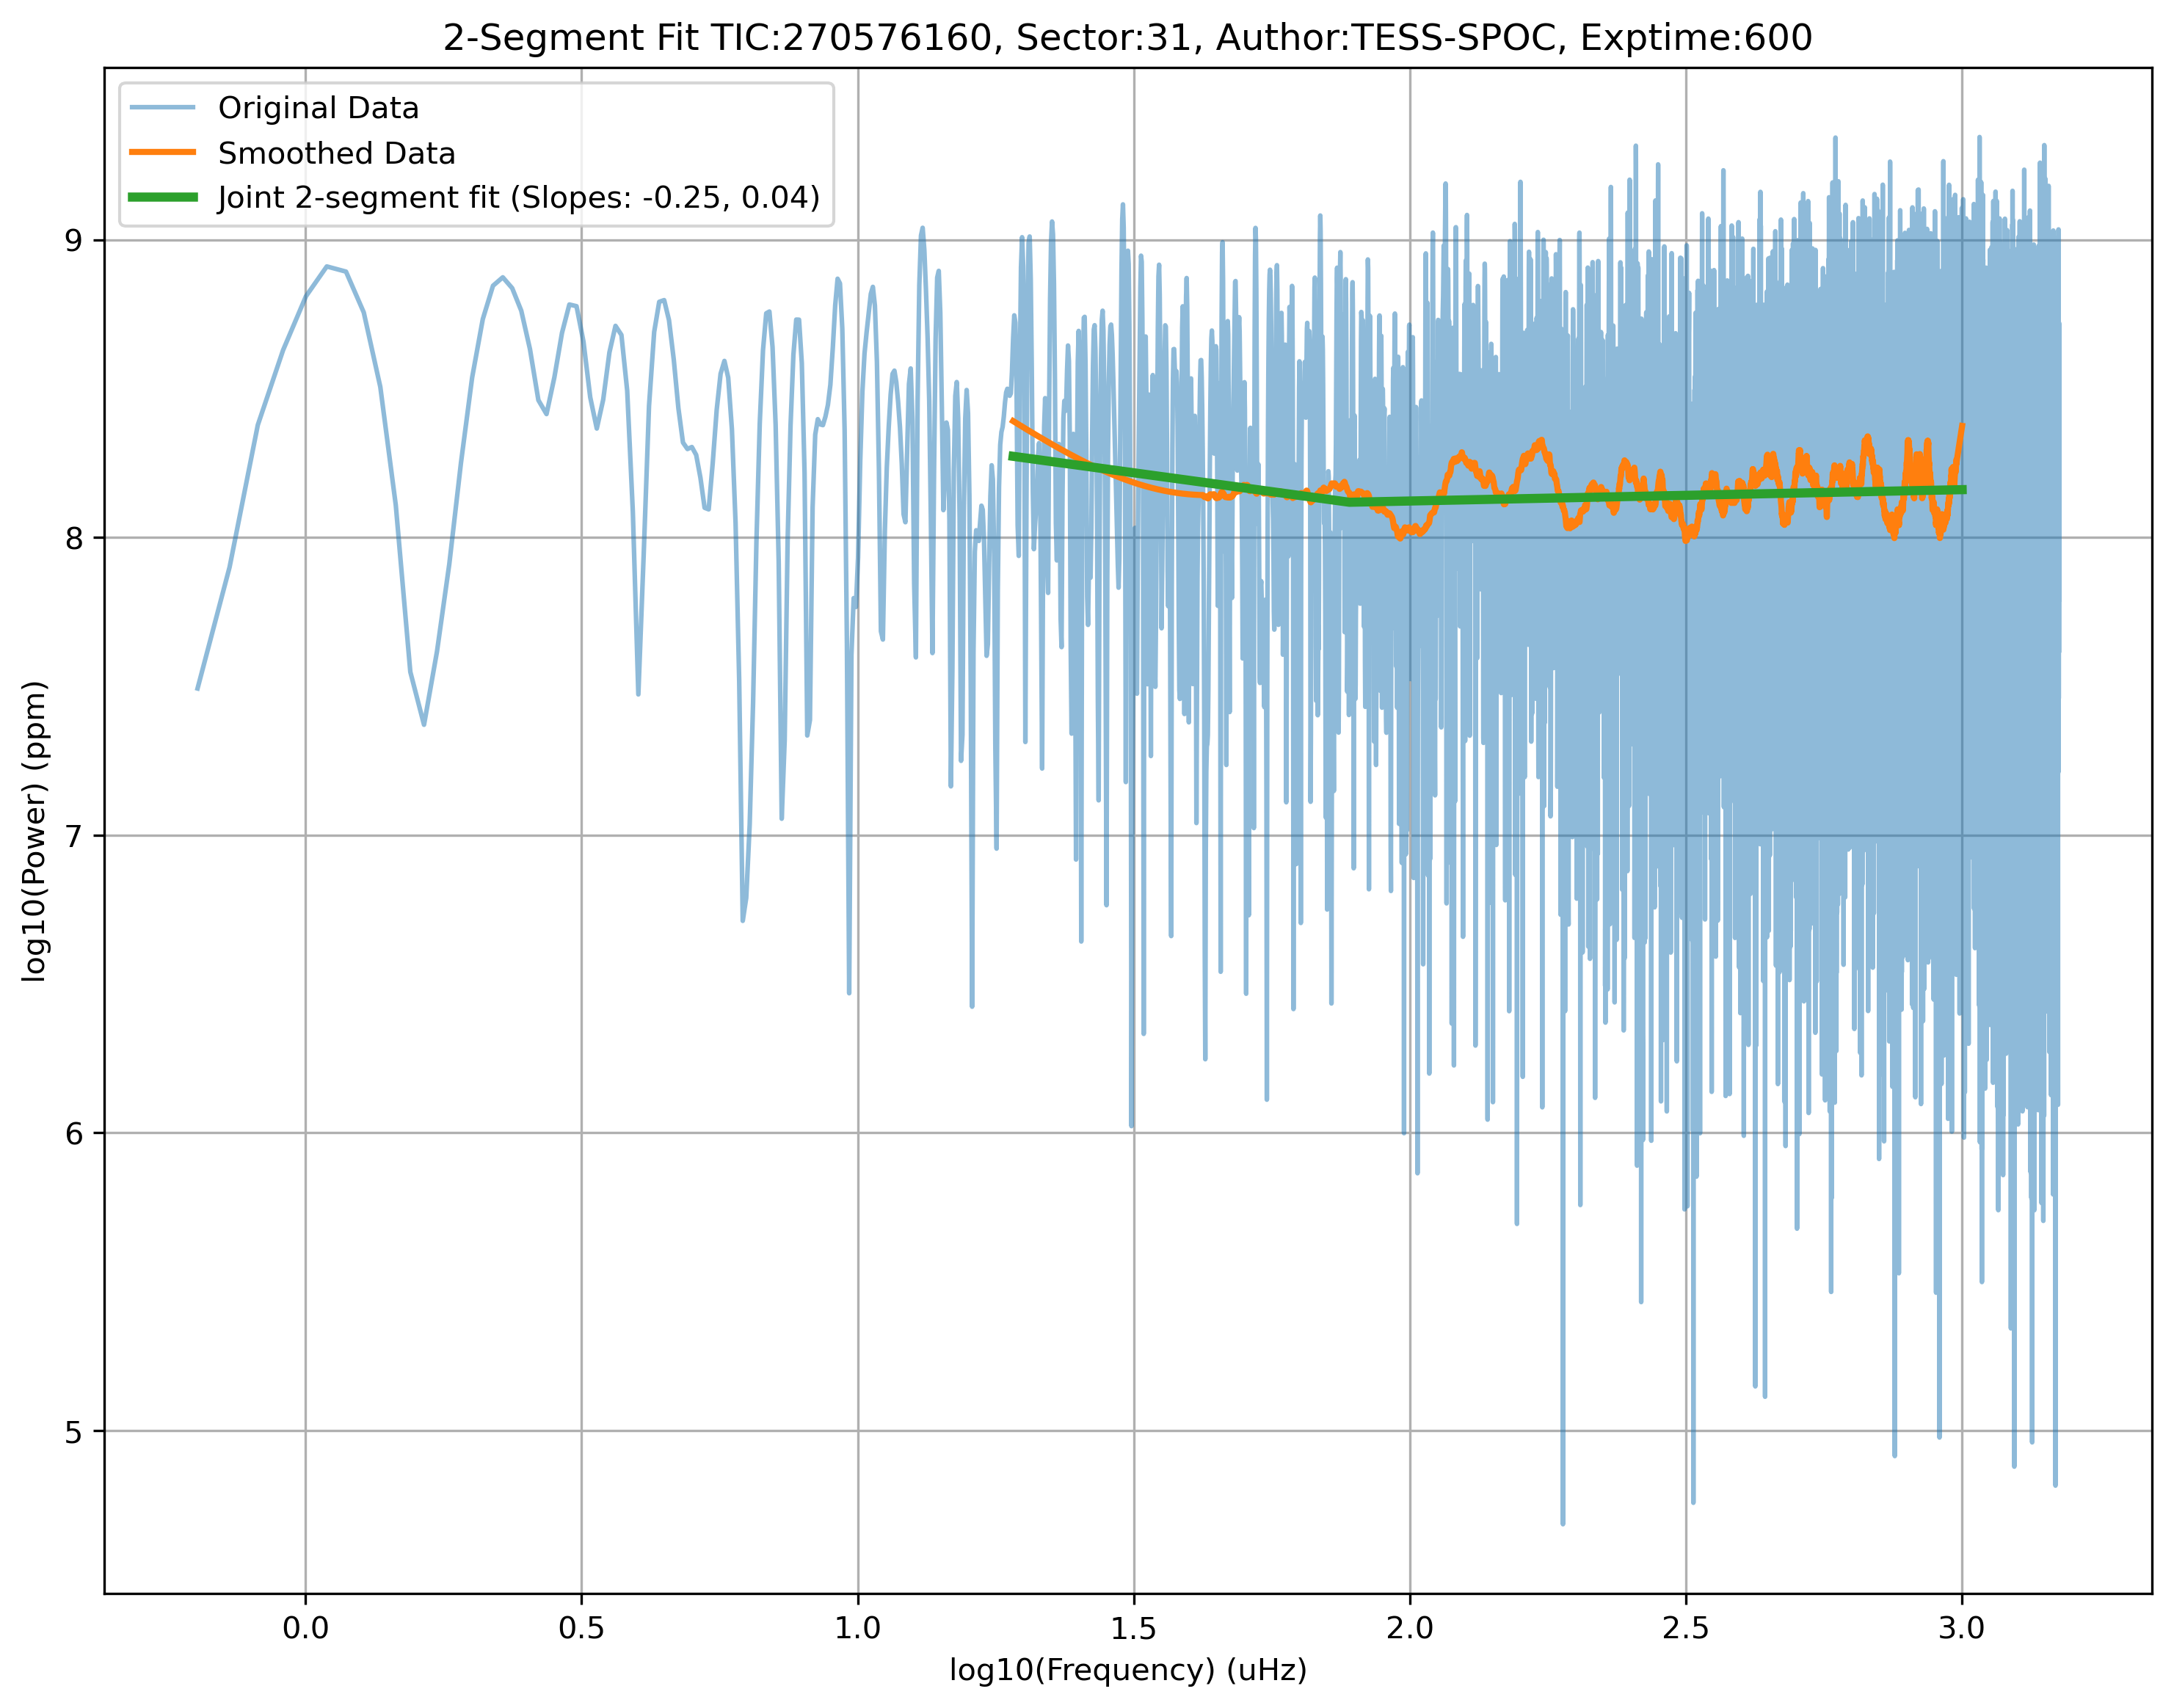 2-Segment Fit TIC:270576160, Sector:31, Author:TESS-SPOC, Exptime:600
Original Data
Smoothed Data
Joint 2-segment fit (Slopes: -0.25, 0.04)
log10(Power) (ppm)
9
8
7
6
5
0.0 0.5 1.0 1.5 2.0 2.5 3.0
log10(Frequency) (uHz)